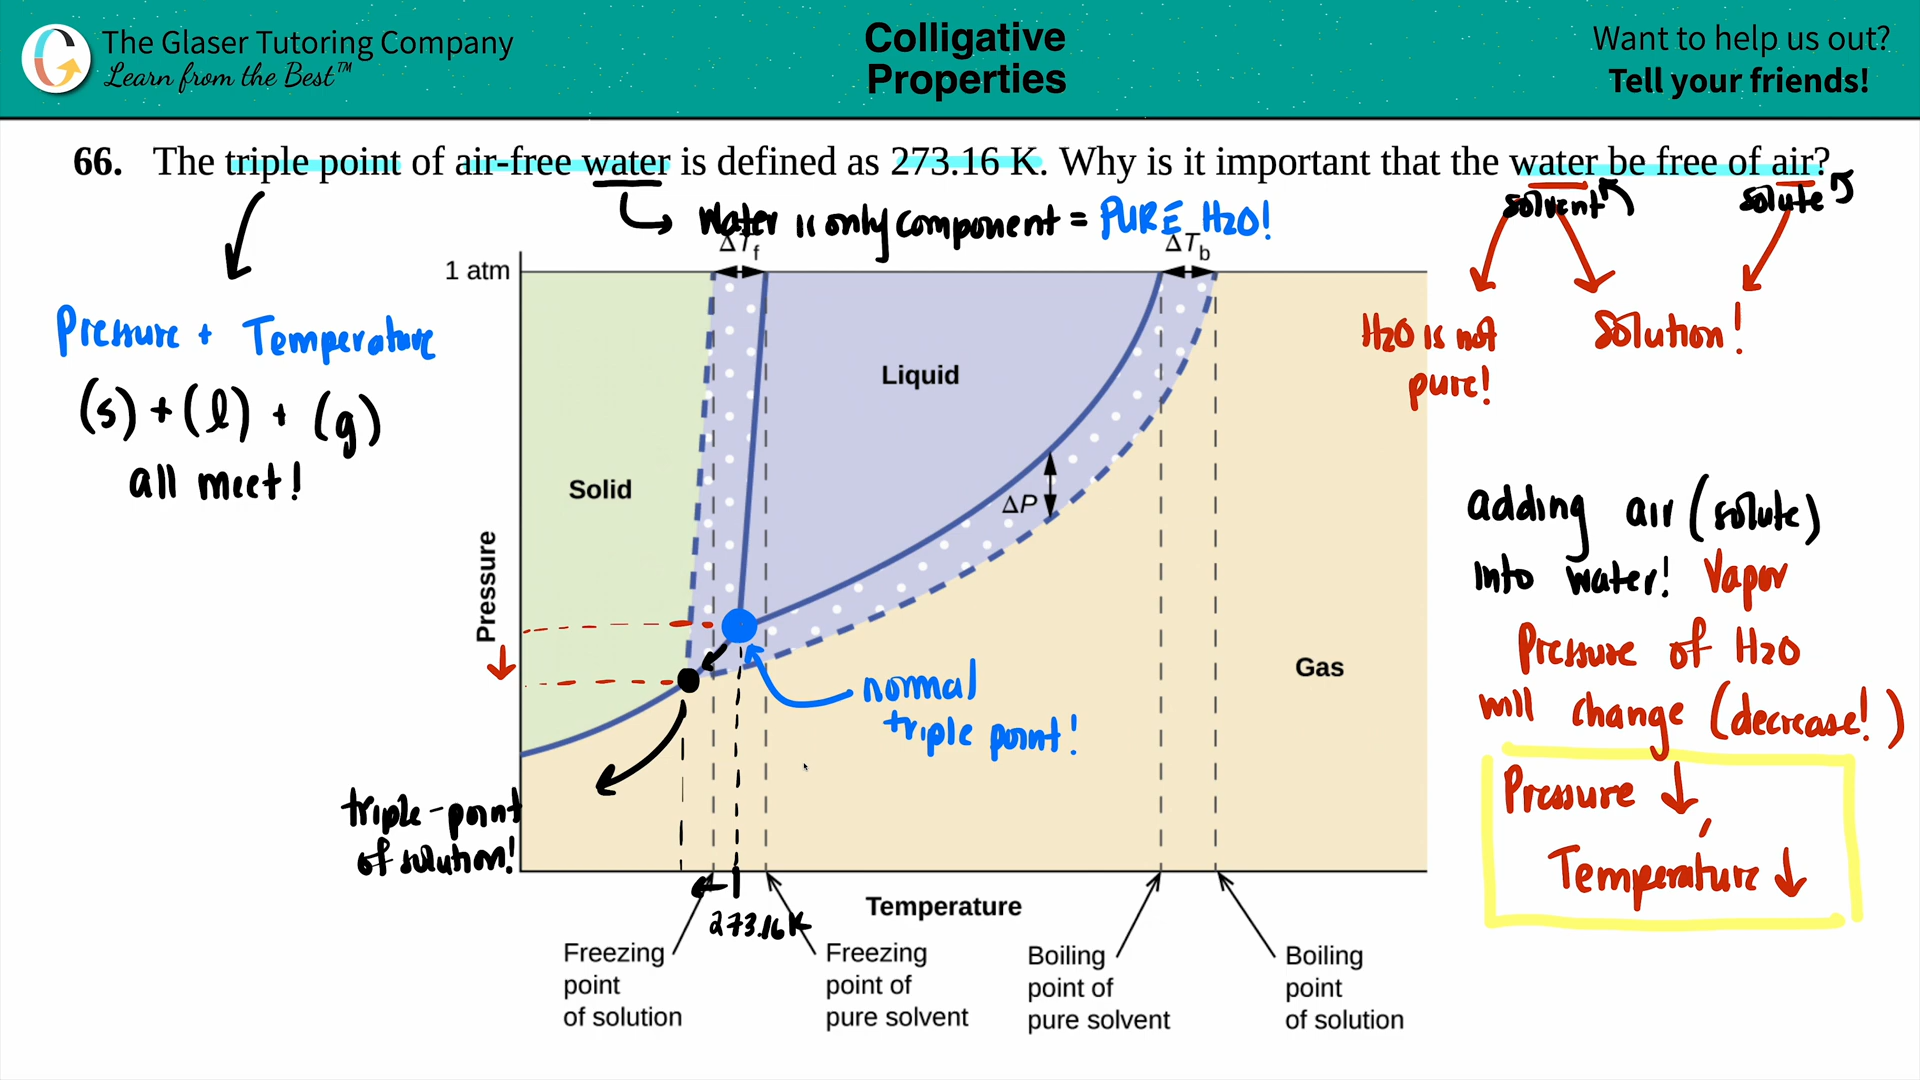 The Glaser Tutoring Company
Learn from the Best™
Colligative
Properties
Want to help us out?
Tell your friends!
66. The triple point of air-free water is defined as 273.16 K. Why is it important that the water be free of air?
solvent
solute
Water is only component = PURE H2O!
ΔTf
ΔTb
1 atm
Pressure + Temperature
(s) + (l) + (g)
all meet!
H2O is not
pure!
Solution!
Liquid
Solid
ΔP
Gas
Pressure
adding air (solute)
into water! Vapor
Pressure of H2O
will change (decrease!)
Pressure ↓,
Temperature ↓
normal
triple point!
triple-point
of solution!
273.16K
Temperature
Freezing
point
of solution
Freezing
point of
pure solvent
Boiling
point of
pure solvent
Boiling
point
of solution